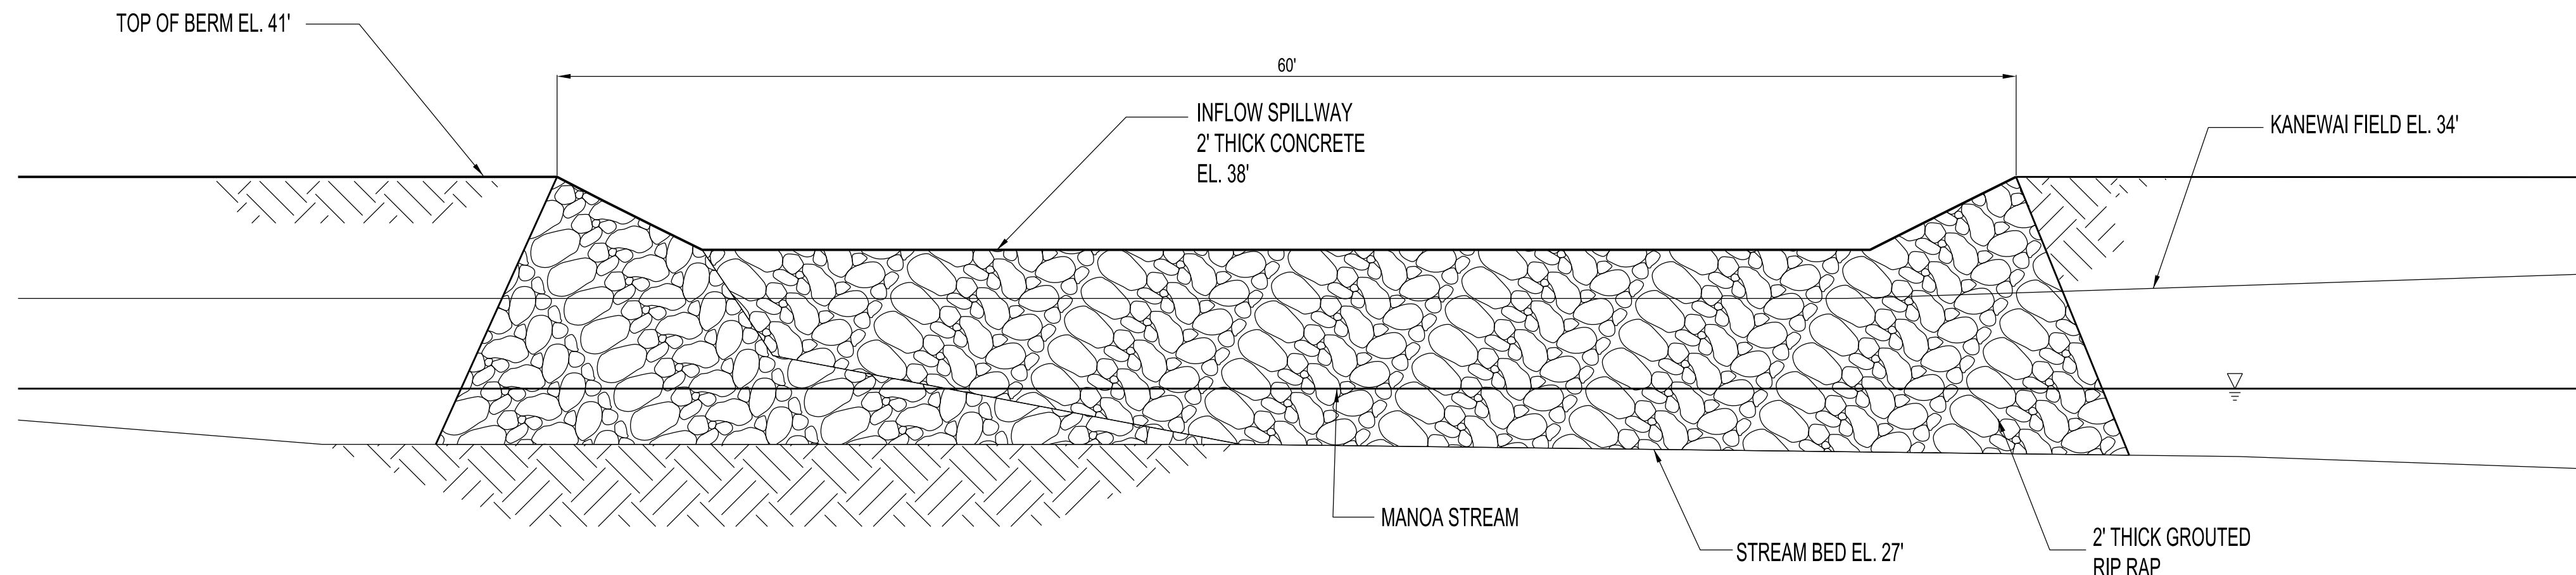 TOP OF BERM EL. 41'
60'
INFLOW SPILLWAY
2' THICK CONCRETE
EL. 38'
KANEWAI FIELD EL. 34'
MANOA STREAM
STREAM BED EL. 27'
2' THICK GROUTED
RIP RAP